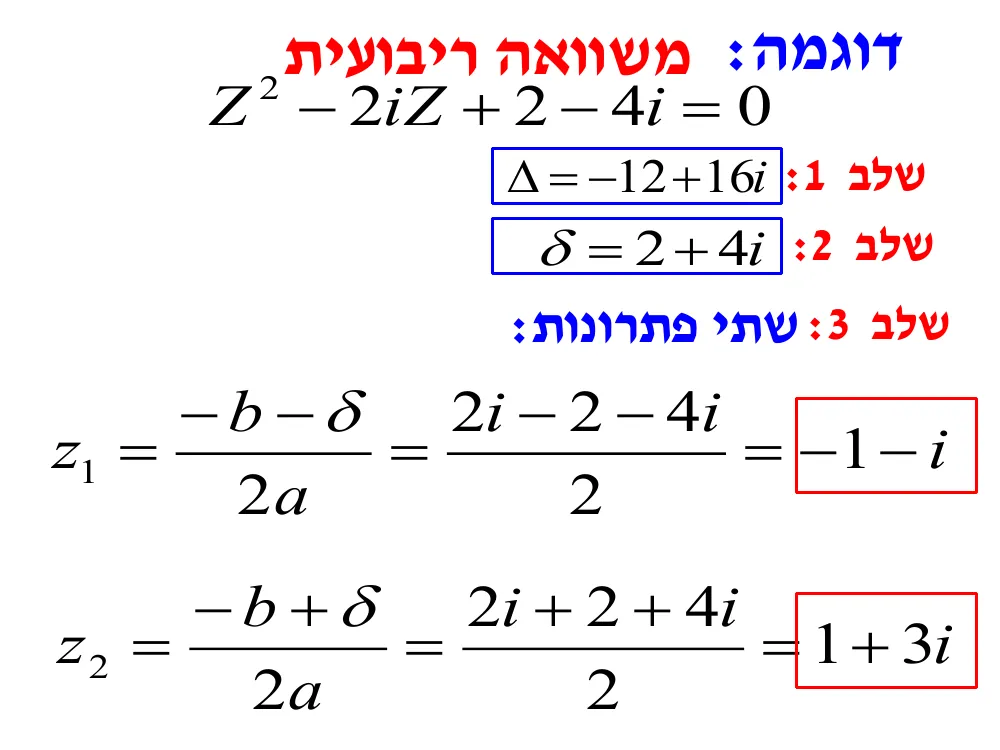 דוגמה: משוואה ריבועית
Z² − 2iZ + 2 − 4i = 0
שלב 1: Δ = −12 + 16i
שלב 2: δ = 2 + 4i
שלב 3: שתי פתרונות:
z₁ = (−b − δ)/(2a) = (2i − 2 − 4i)/2 = −1 − i
z₂ = (−b + δ)/(2a) = (2i + 2 + 4i)/2 = 1 + 3i